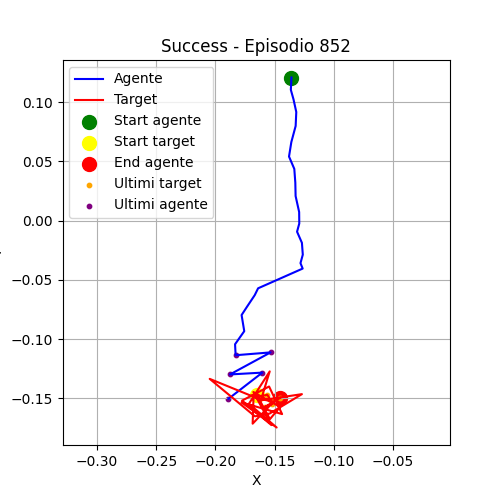 Success - Episodio 852
Agente
Target
Start agente
Start target
End agente
Ultimi target
Ultimi agente
0.10
0.05
0.00
−0.05
−0.10
−0.15
−0.30 −0.25 −0.20 −0.15 −0.10 −0.05
X